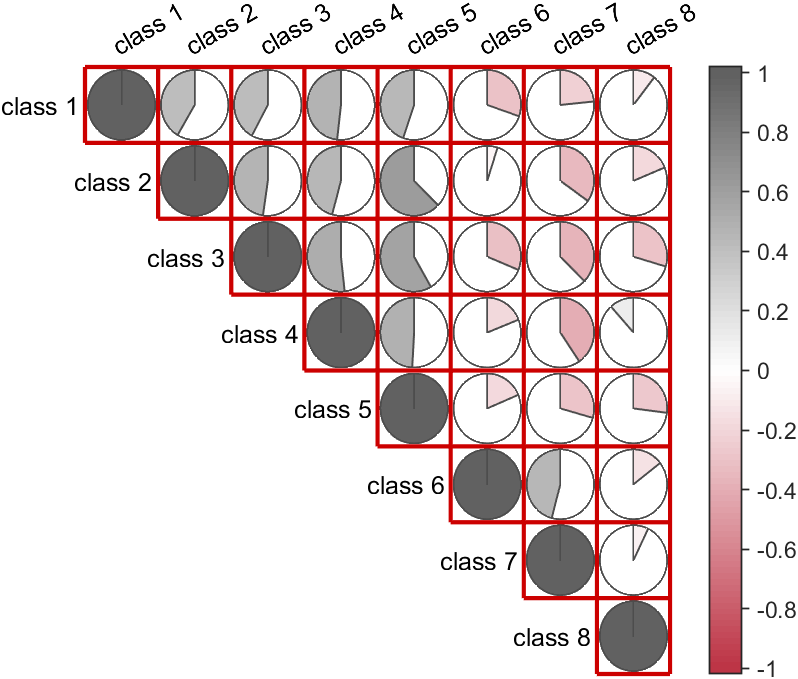 class 1
class 2
class 3
class 4
class 5
class 6
class 7
class 8
class 1
class 2
class 3
class 4
class 5
class 6
class 7
class 8
1
0.8
0.6
0.4
0.2
0
-0.2
-0.4
-0.6
-0.8
-1